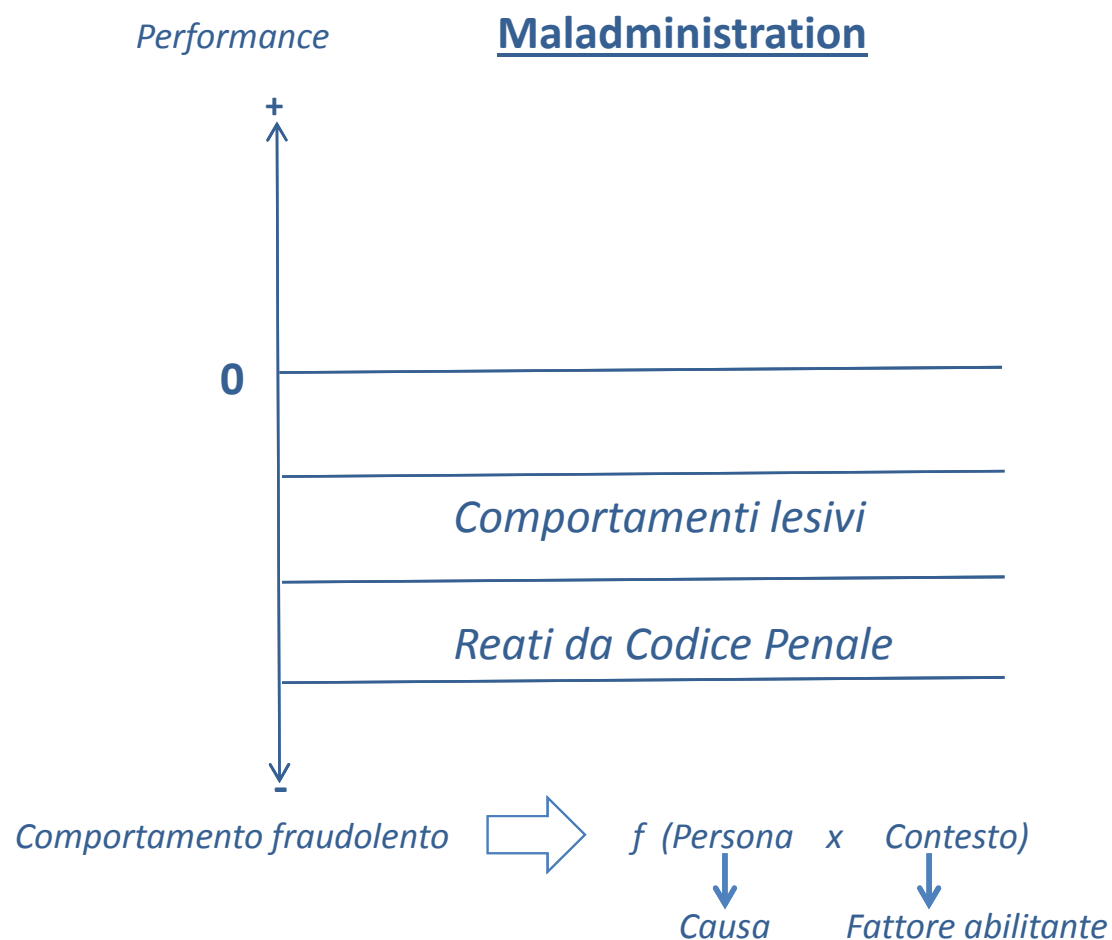 Performance
Maladministration
+
0
Comportamenti lesivi
Reati da Codice Penale
-
Comportamento fraudolento
f (Persona x Contesto)
Causa
Fattore abilitante